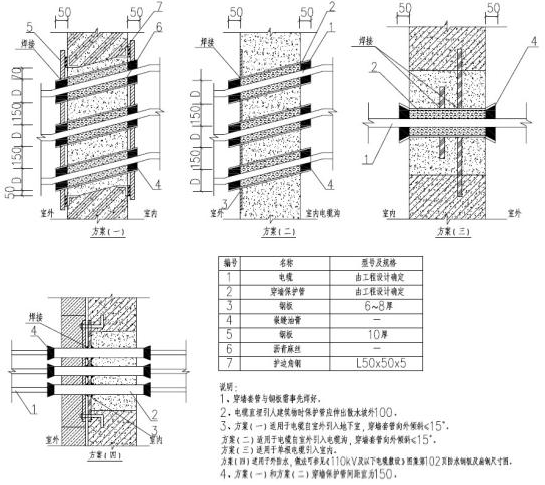 50 50 7
6
5
焊接
D 70 D 150 D 150 D 50
4
室外 室内
方案(一)
50 50 2
1
焊接
D 150 D 150 D
4
3
室外 室内电缆沟
方案(二)
50 50
焊接
2
4
1
室内 室外
方案(三)
焊接
4
1
2
3
室外 室内
方案(四)
编号 名称 型号及规格
1 电缆 由工程设计确定
2 穿墙保护管 由工程设计确定
3 钢板 6~8厚
4 嵌缝油膏 —
5 钢板 10厚
6 沥青麻丝 —
7 护边角钢 L50x50x5
说明:
1、穿墙套管与钢板需事先焊好。
2、电缆直埋引入建筑物时保护管应伸出散水坡外100。
3、方案(一)适用于电缆自室外引入地下室,穿墙套管向外倾斜≤15°。
方案(二)适用于电缆自室外引入电缆沟,穿墙套管向外倾斜≤15°。
方案(三)适用于单根电缆引入室内。
方案(四)适用于外防水,做法可参见《110kV及以下电缆敷设》图集第102页防水钢板及扁钢尺寸图。
4、方案(一)和方案(二)穿墙保护管间距宜为150。